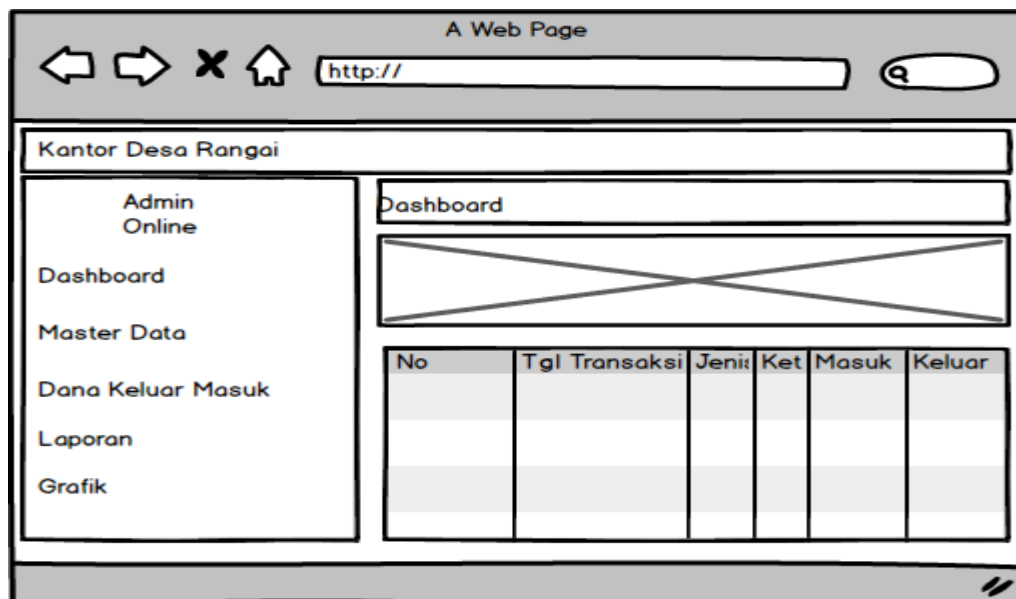 A Web Page
http://
Kantor Desa Rangai
Admin
Online
Dashboard
Master Data
Dana Keluar Masuk
Laporan
Grafik
Dashboard
No Tgl Transaksi Jenis Ket Masuk Keluar